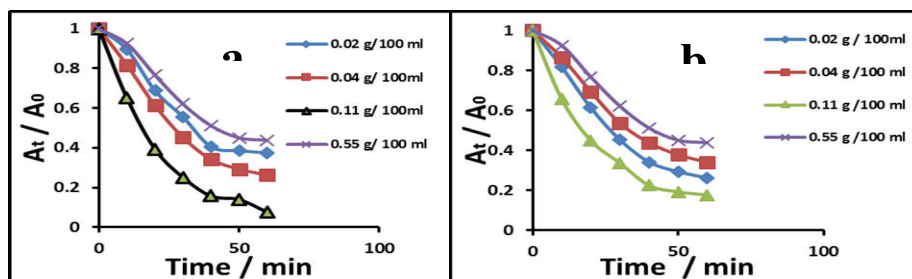 a
1
0.8
0.6
0.4
0.2
0
0
50
100
At / A0
Time / min
0.02 g/100 ml
0.04 g/ 100ml
0.11 g/ 100ml
0.55 g/ 100 ml
b
1
0.8
0.6
0.4
0.2
0
0
50
100
At / A0
Time / min
0.02 g/ 100ml
0.04 g/100 ml
0.11 g/100 ml
0.55 g /100 ml